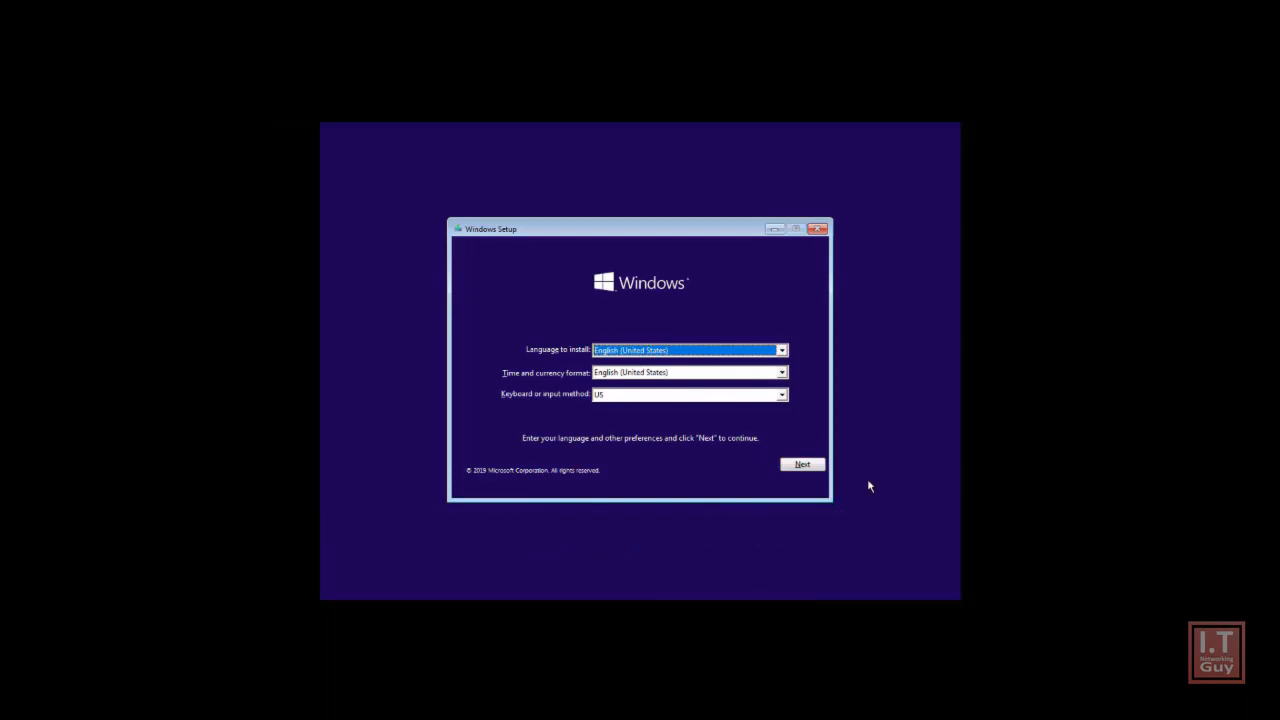 Windows Setup
Windows
Language to install: English (United States)
Time and currency format: English (United States)
Keyboard or input method: US
Enter your language and other preferences and click "Next" to continue.
Next
© 2019 Microsoft Corporation. All rights reserved.
I.T
Networking
Guy